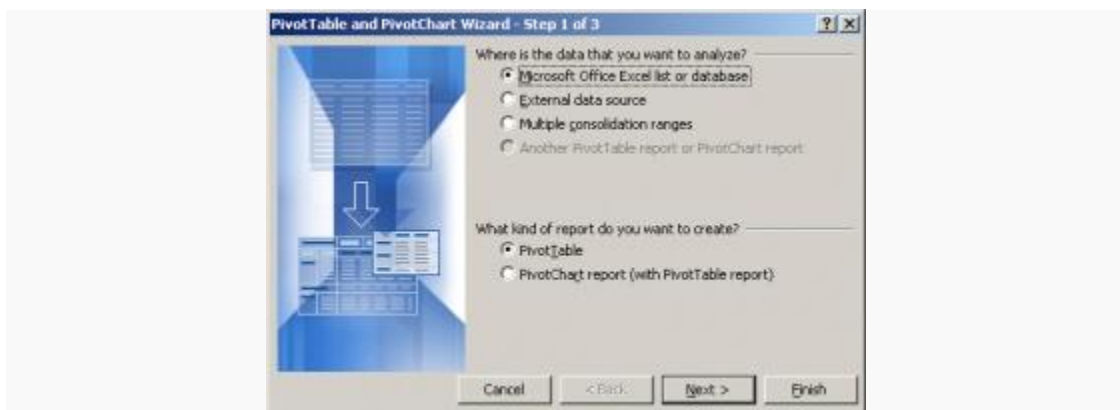 PivotTable and PivotChart Wizard - Step 1 of 3
Where is the data that you want to analyze?
Microsoft Office Excel list or database
External data source
Multiple consolidation ranges
Another PivotTable report or PivotChart report
What kind of report do you want to create?
PivotTable
PivotChart report (with PivotTable report)
Cancel < Back Next > Finish